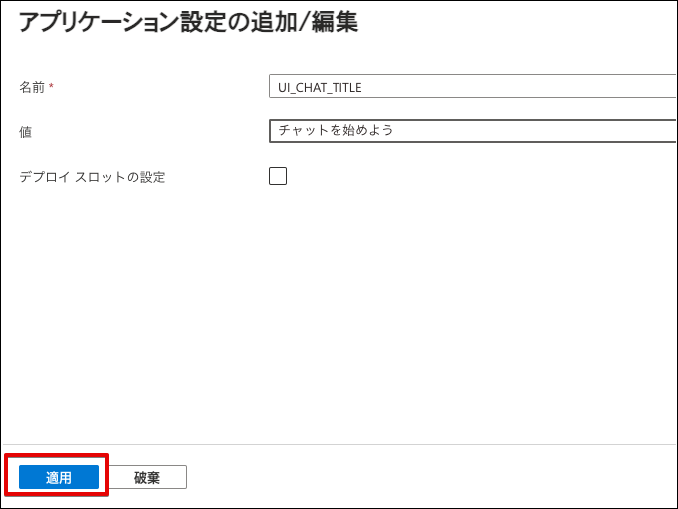 アプリケーション設定の追加/編集
名前 *
UI_CHAT_TITLE
値
チャットを始めよう
デプロイ スロットの設定
適用
破棄